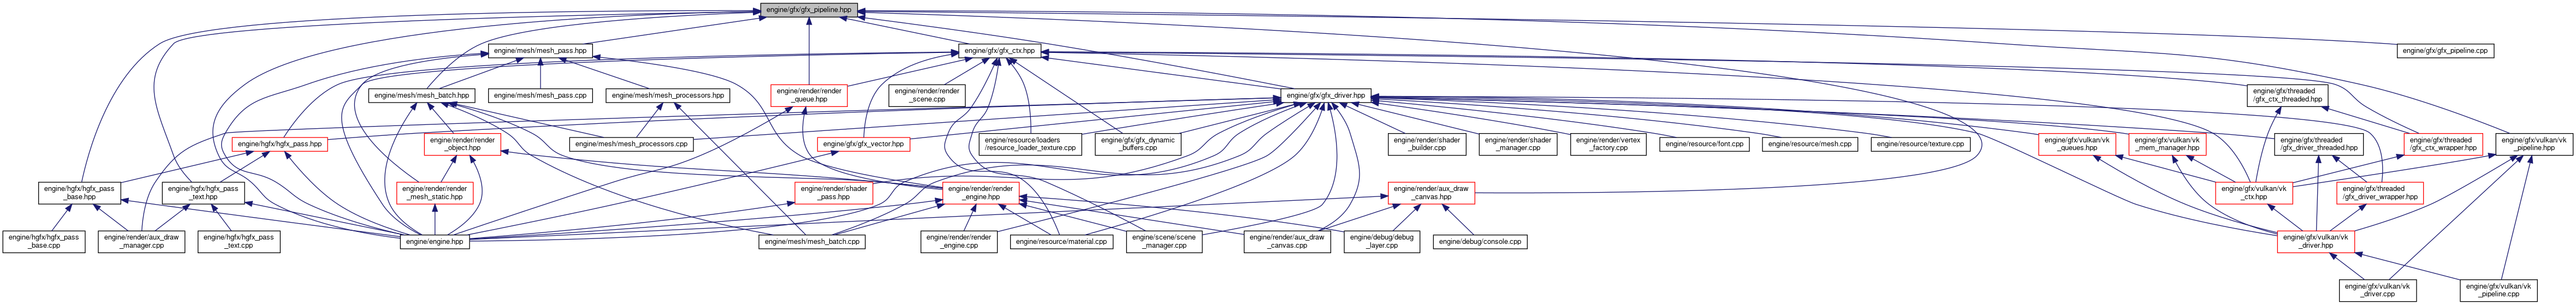 engine/gfx/gfx_pipeline.hpp
engine/mesh/mesh_pass.hpp
engine/gfx/gfx_ctx.hpp
engine/gfx/gfx_pipeline.cpp
engine/mesh/mesh_batch.hpp
engine/mesh/mesh_pass.cpp
engine/mesh/mesh_processors.hpp
engine/render/render
_queue.hpp
engine/render/render
_scene.cpp
engine/gfx/gfx_driver.hpp
engine/gfx/threaded
/gfx_ctx_threaded.hpp
engine/hgfx/hgfx_pass.hpp
engine/render/render
_object.hpp
engine/mesh/mesh_processors.cpp
engine/gfx/gfx_vector.hpp
engine/resource/loaders
/resource_loader_texture.cpp
engine/gfx/gfx_dynamic
_buffers.cpp
engine/render/shader
_builder.cpp
engine/render/shader
_manager.cpp
engine/render/vertex
_factory.cpp
engine/resource/font.cpp
engine/resource/mesh.cpp
engine/resource/texture.cpp
engine/gfx/vulkan/vk
_queues.hpp
engine/gfx/vulkan/vk
_mem_manager.hpp
engine/gfx/threaded
/gfx_driver_threaded.hpp
engine/gfx/threaded
/gfx_ctx_wrapper.hpp
engine/gfx/vulkan/vk
_pipeline.hpp
engine/hgfx/hgfx_pass
_base.hpp
engine/hgfx/hgfx_pass
_text.hpp
engine/render/render
_mesh_static.hpp
engine/render/shader
_pass.hpp
engine/render/render
_engine.hpp
engine/render/aux_draw
_canvas.hpp
engine/gfx/vulkan/vk
_ctx.hpp
engine/gfx/threaded
/gfx_driver_wrapper.hpp
engine/hgfx/hgfx_pass
_base.cpp
engine/render/aux_draw
_manager.cpp
engine/hgfx/hgfx_pass
_text.cpp
engine/engine.hpp
engine/mesh/mesh_batch.cpp
engine/render/render
_engine.cpp
engine/resource/material.cpp
engine/scene/scene
_manager.cpp
engine/render/aux_draw
_canvas.cpp
engine/debug/debug
_layer.cpp
engine/debug/console.cpp
engine/gfx/vulkan/vk
_driver.hpp
engine/gfx/vulkan/vk
_driver.cpp
engine/gfx/vulkan/vk
_pipeline.cpp